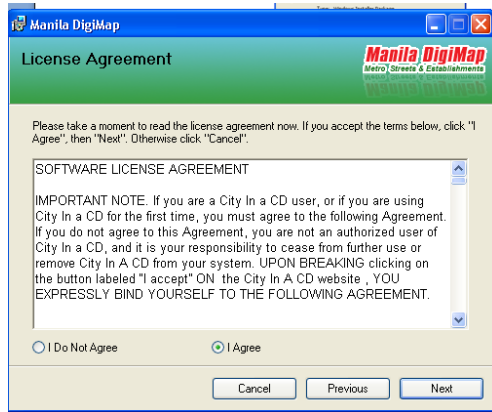 Manila DigiMap
License Agreement
Manila DigiMap
Metro Streets & Establishments
Please take a moment to read the license agreement now. If you accept the terms below, click "I
Agree", then "Next". Otherwise click "Cancel".
SOFTWARE LICENSE AGREEMENT
IMPORTANT NOTE. If you are a City In a CD user, or if you are using
City In a CD for the first time, you must agree to the following Agreement.
If you do not agree to this Agreement, you are not an authorized user of
City In a CD, and it is your responsibility to cease from further use or
remove City In A CD from your system. UPON BREAKING clicking on
the button labeled "I accept" ON the City In A CD website , YOU
EXPRESSLY BIND YOURSELF TO THE FOLLOWING AGREEMENT.
I Do Not Agree
I Agree
Cancel
Previous
Next